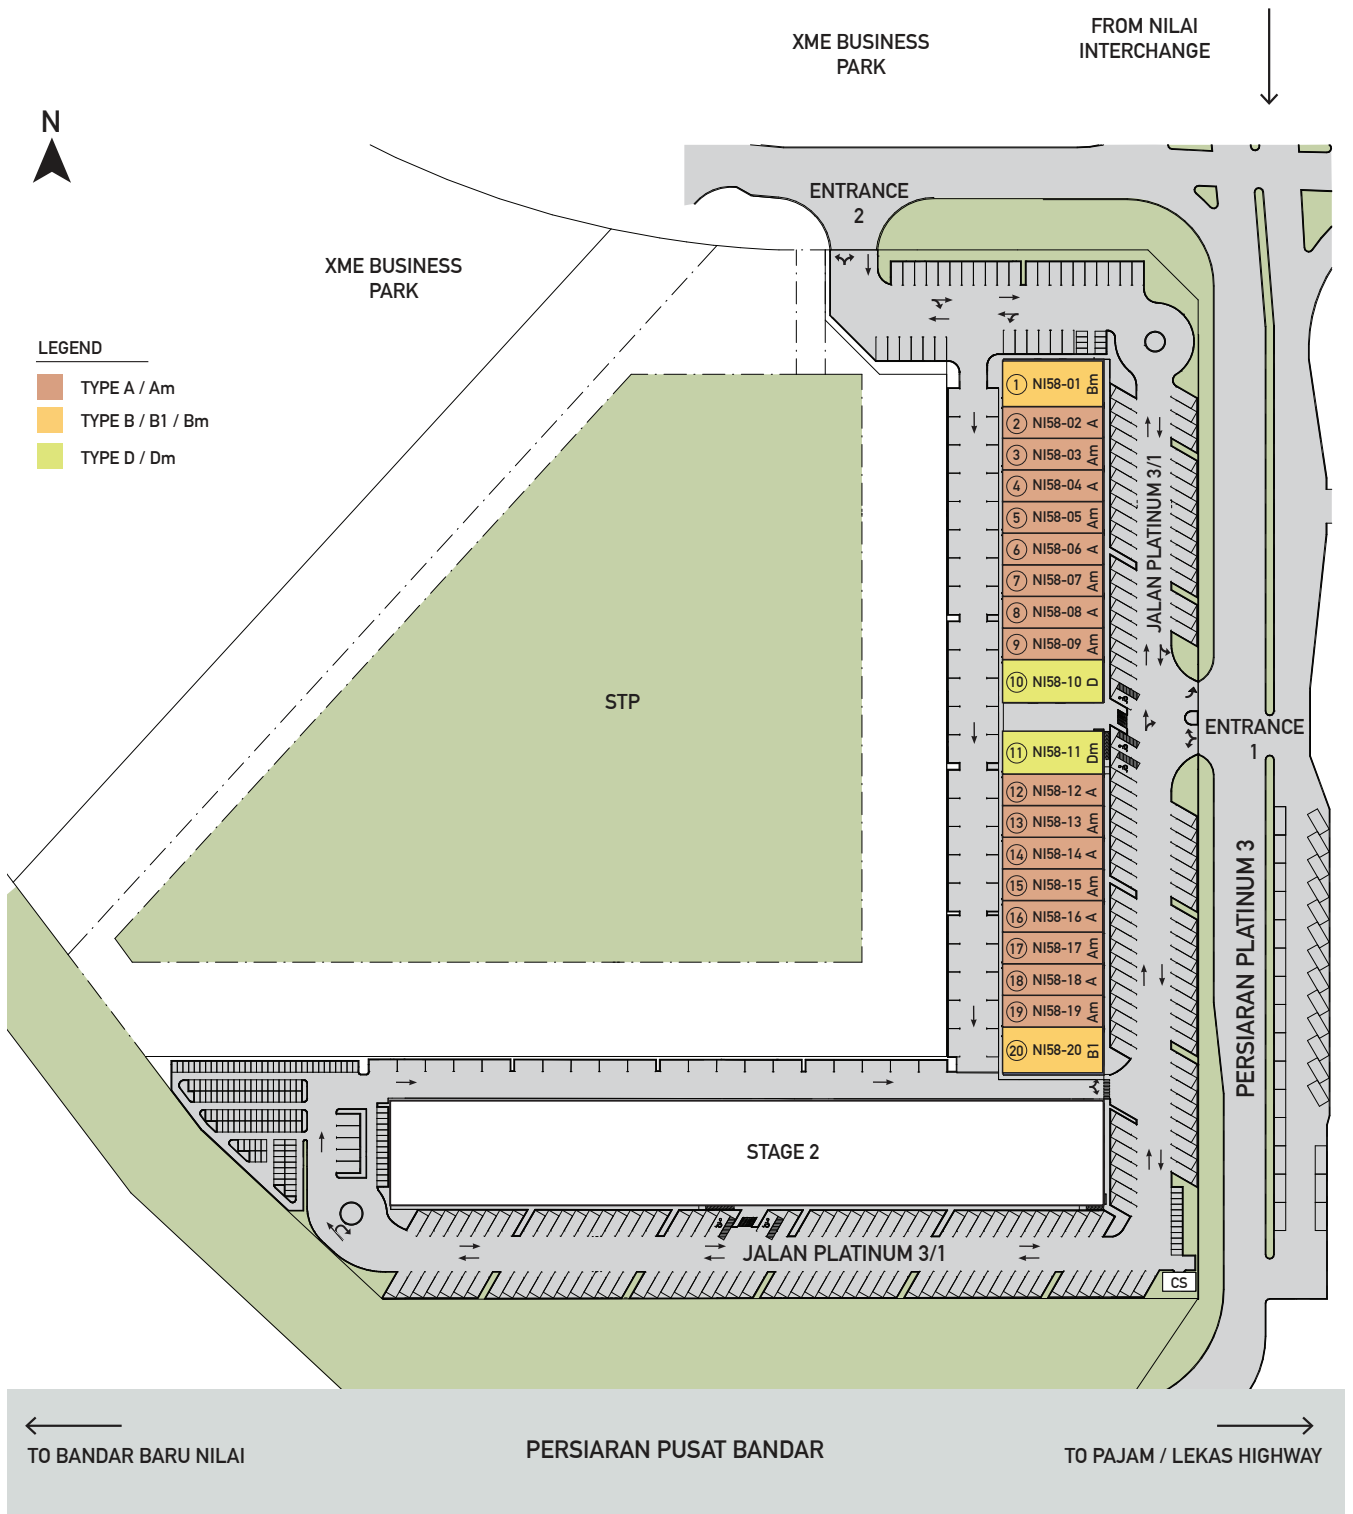 XME BUSINESS
PARK
FROM NILAI
INTERCHANGE
N
ENTRANCE
2
XME BUSINESS
PARK
LEGEND
TYPE A / Am
TYPE B / B1 / Bm
TYPE D / Dm
1 NI58-01 Bm
2 NI58-02 A
3 NI58-03 Am
4 NI58-04 A
5 NI58-05 Am
6 NI58-06 A
7 NI58-07 Am
8 NI58-08 A
9 NI58-09 Am
10 NI58-10 D
JALAN PLATINUM 3/1
STP
ENTRANCE
1
11 NI58-11 Dm
12 NI58-12 A
13 NI58-13 Am
14 NI58-14 A
15 NI58-15 Am
16 NI58-16 A
17 NI58-17 Am
18 NI58-18 A
19 NI58-19 Am
20 NI58-20 B1
PERSIARAN PLATINUM 3
STAGE 2
JALAN PLATINUM 3/1
CS
TO BANDAR BARU NILAI
PERSIARAN PUSAT BANDAR
TO PAJAM / LEKAS HIGHWAY